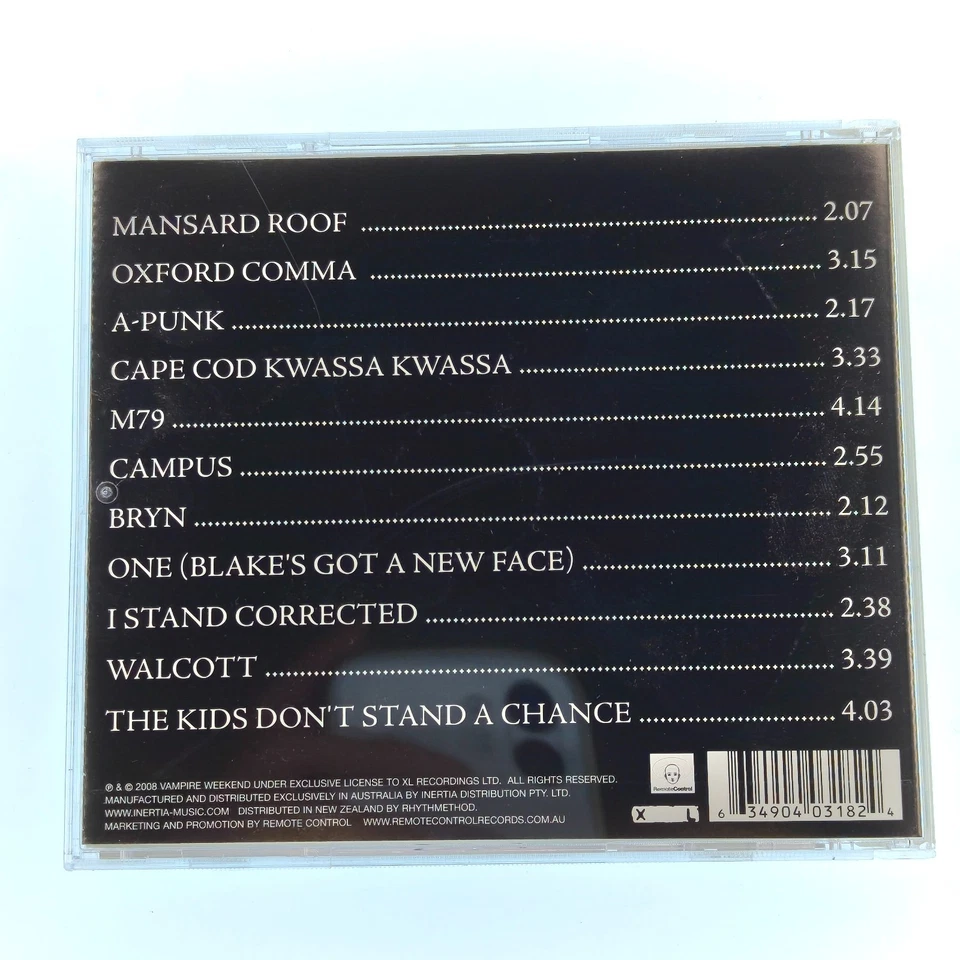 MANSARD ROOF ........................................ 2.07
OXFORD COMMA ........................................ 3.15
A-PUNK ........................................ 2.17
CAPE COD KWASSA KWASSA ........................................ 3.33
M79 ........................................ 4.14
CAMPUS ........................................ 2.55
BRYN ........................................ 2.12
ONE (BLAKE'S GOT A NEW FACE) ........................................ 3.11
I STAND CORRECTED ........................................ 2.38
WALCOTT ........................................ 3.39
THE KIDS DON'T STAND A CHANCE ........................................ 4.03
℗ & © 2008 VAMPIRE WEEKEND UNDER EXCLUSIVE LICENSE TO XL RECORDINGS LTD. ALL RIGHTS RESERVED.
MANUFACTURED AND DISTRIBUTED EXCLUSIVELY IN AUSTRALIA BY INERTIA DISTRIBUTION PTY. LTD.
WWW.INERTIA-MUSIC.COM DISTRIBUTED IN NEW ZEALAND BY RHYTHMETHOD.
MARKETING AND PROMOTION BY REMOTE CONTROL WWW.REMOTECONTROLRECORDS.COM.AU
RemoteControl
X L
6 34904 03182 4